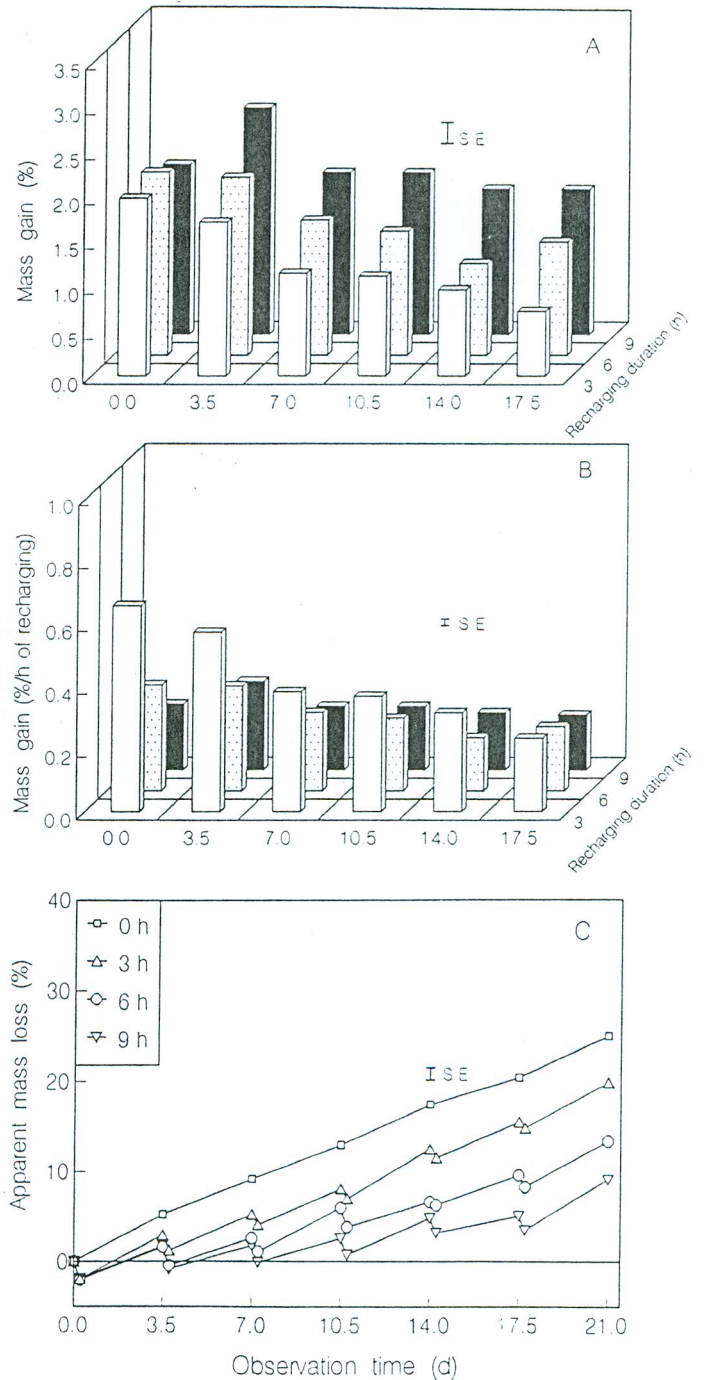 A
3.5
3.0
2.5
2.0
1.5
1.0
0.5
0.0
Mass gain (%)
SE
0.0 3.5 7.0 10.5 14.0 17.5
3 6 9
Recharging duration (h)
B
1.0
0.8
0.6
0.4
0.2
0.0
Mass gain (%/h of recharging)
SE
0.0 3.5 7.0 10.5 14.0 17.5
3 6 9
Recharging duration (h)
C
40
30
20
10
0
Apparent mass loss (%)
0 h
3 h
6 h
9 h
SE
0.0 3.5 7.0 10.5 14.0 17.5 21.0
Observation time (d)